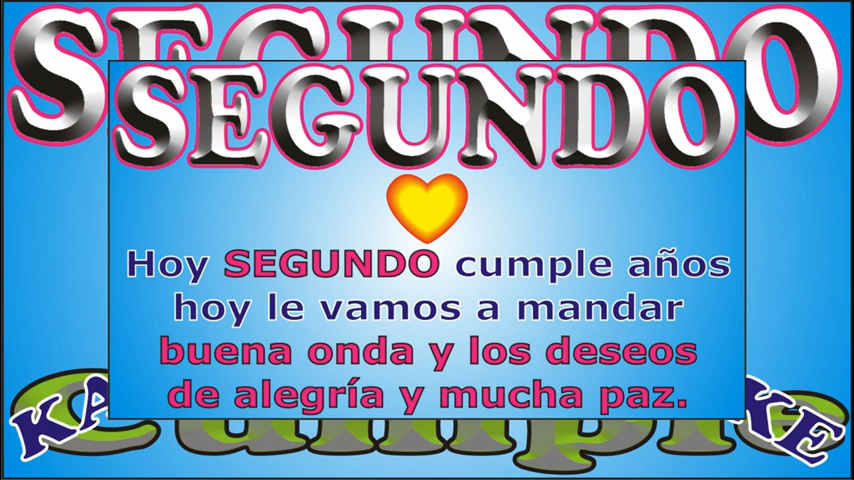 SEGUNDO
SEGUNDO
Hoy SEGUNDO cumple años
hoy le vamos a mandar
buena onda y los deseos
de alegría y mucha paz.